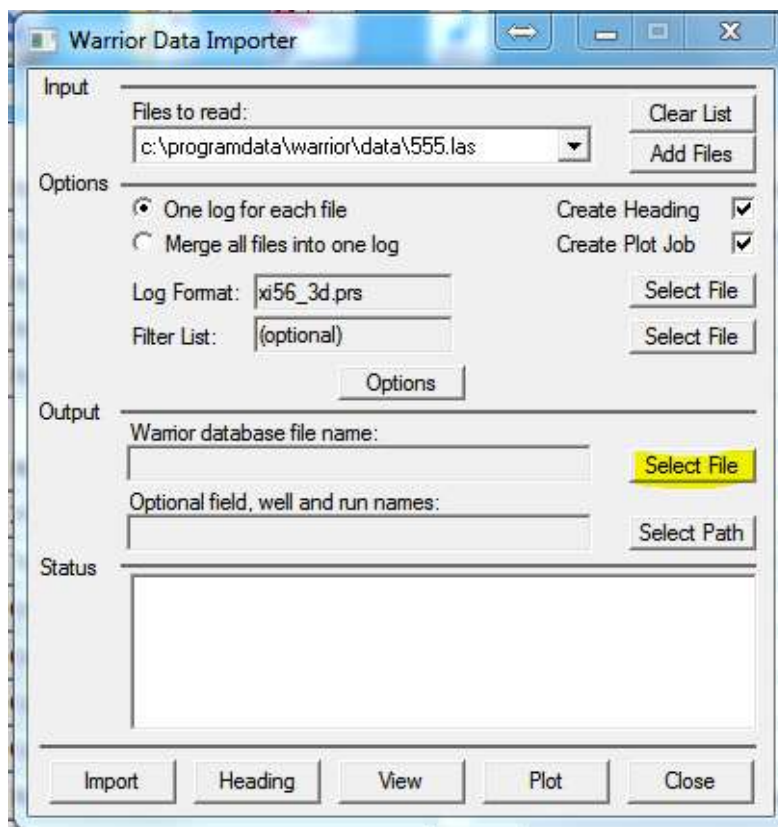 Warrior Data Importer
Input
Files to read:
Clear List
c:\programdata\warrior\data\555.las
Add Files
Options
One log for each file
Create Heading
Merge all files into one log
Create Plot Job
Log Format:
xi56_3d.prs
Select File
Filter List:
(optional)
Select File
Options
Output
Warrior database file name:
Select File
Optional field, well and run names:
Select Path
Status
Import
Heading
View
Plot
Close